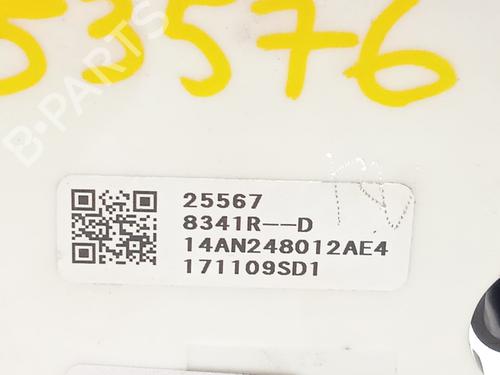 53576
B-PARTS
25567
8341R--D
14AN248012AE4
171109SD1